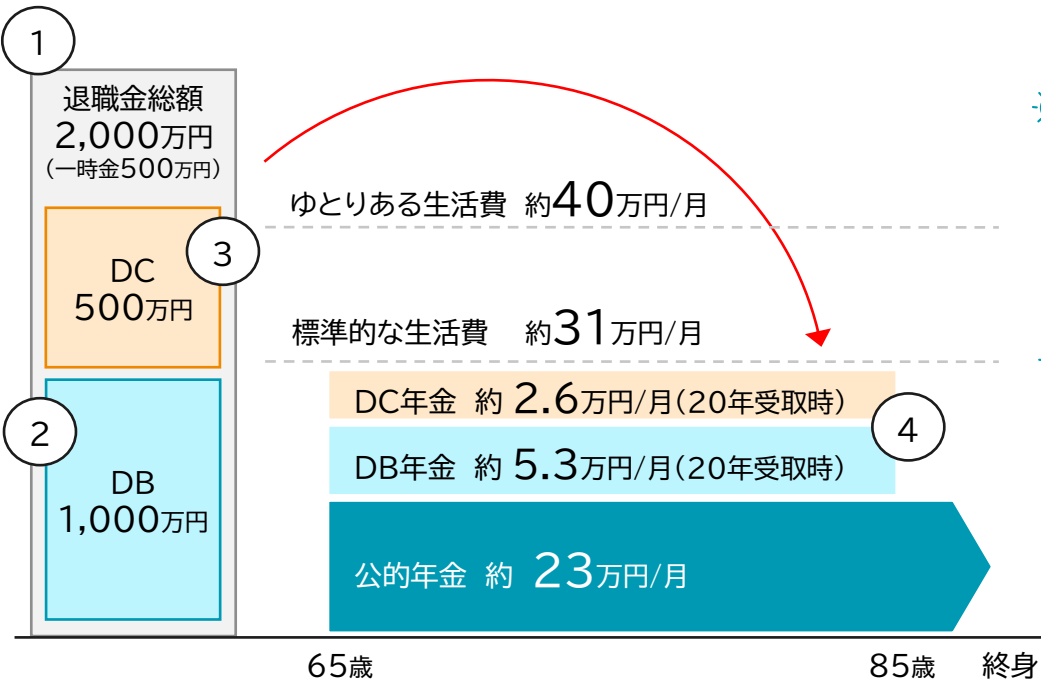 1
退職金総額
2,000万円
(一時金500万円)
3
DC
500万円
2
DB
1,000万円
ゆとりある生活費 約40万円/月
標準的な生活費 約31万円/月
DC年金 約 2.6万円/月(20年受取時)
4
DB年金 約 5.3万円/月(20年受取時)
公的年金 約 23万円/月
65歳 85歳 終身